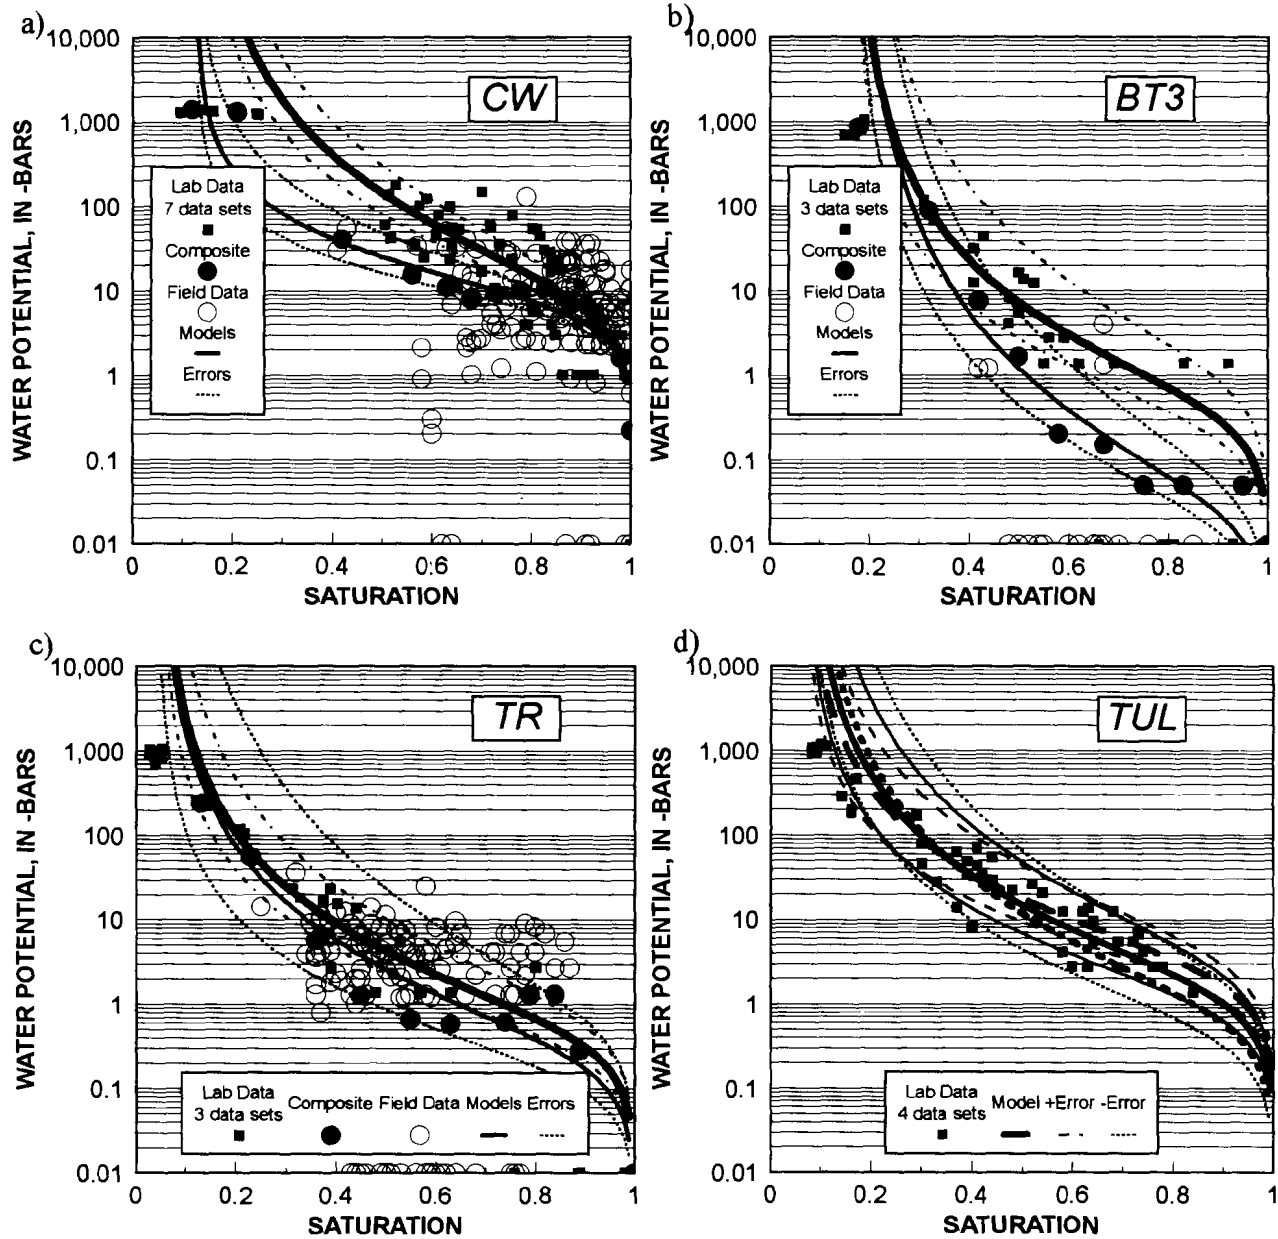 a)
CW
10,000
1,000
100
10
1
0.1
0.01
WATER POTENTIAL, IN -BARS
Lab Data
7 data sets
Composite
Field Data
Models
Errors
0 0.2 0.4 0.6 0.8 1
SATURATION
b)
BT3
10,000
1,000
100
10
1
0.1
0.01
WATER POTENTIAL, IN -BARS
Lab Data
3 data sets
Composite
Field Data
Models
Errors
0 0.2 0.4 0.6 0.8 1
SATURATION
c)
TR
10,000
1,000
100
10
1
0.1
0.01
WATER POTENTIAL, IN -BARS
Lab Data
3 data sets
Composite Field Data Models Errors
0 0.2 0.4 0.6 0.8 1
SATURATION
d)
TUL
10,000
1,000
100
10
1
0.1
0.01
WATER POTENTIAL, IN -BARS
Lab Data
4 data sets
Model +Error -Error
0 0.2 0.4 0.6 0.8 1
SATURATION